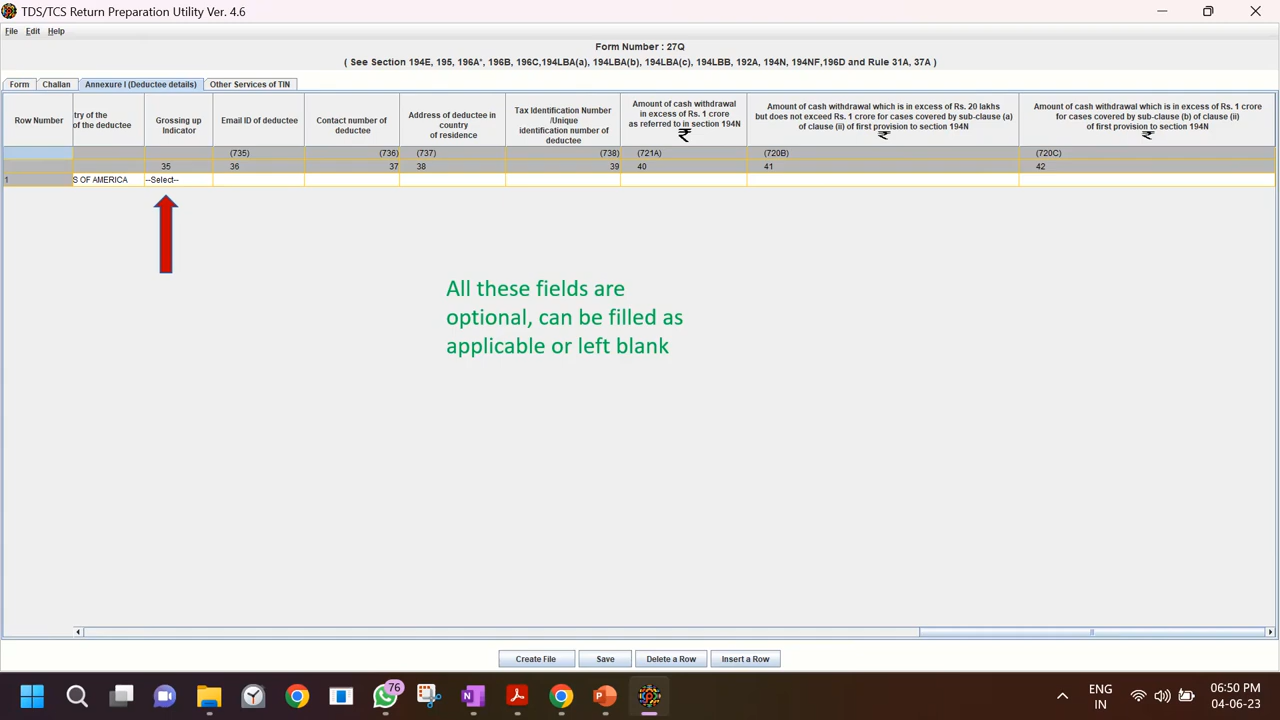 TDS/TCS Return Preparation Utility Ver. 4.6
File Edit Help
Form Number : 27Q
( See Section 194E, 195, 196A*, 196B, 196C,194LBA(a), 194LBA(b), 194LBA(c), 194LBB, 192A, 194N, 194NF,196D and Rule 31A, 37A )
Form Challan Annexure I (Deductee details) Other Services of TIN
Row Number
try of the
of the deductee
Grossing up
Indicator
Email ID of deductee
Contact number of
deductee
Address of deductee in
country
of residence
Tax Identification Number
/Unique
identification number of
deductee
Amount of cash withdrawal
in excess of Rs. 1 crore
as referred to in section 194N
₹
Amount of cash withdrawal which is in excess of Rs. 20 lakhs
but does not exceed Rs. 1 crore for cases covered by sub-clause (a)
of clause (ii) of first provision to section 194N
₹
Amount of cash withdrawal which is in excess of Rs. 1 crore
for cases covered by sub-clause (b) of clause (ii)
of first provision to section 194N
₹
(735) (736) (737) (738) (721A) (720B) (720C)
35 36 37 38 39 40 41 42
1 S OF AMERICA --Select--
All these fields are
optional, can be filled as
applicable or left blank
Create File Save Delete a Row Insert a Row
76
ENG
IN
06:50 PM
04-06-23